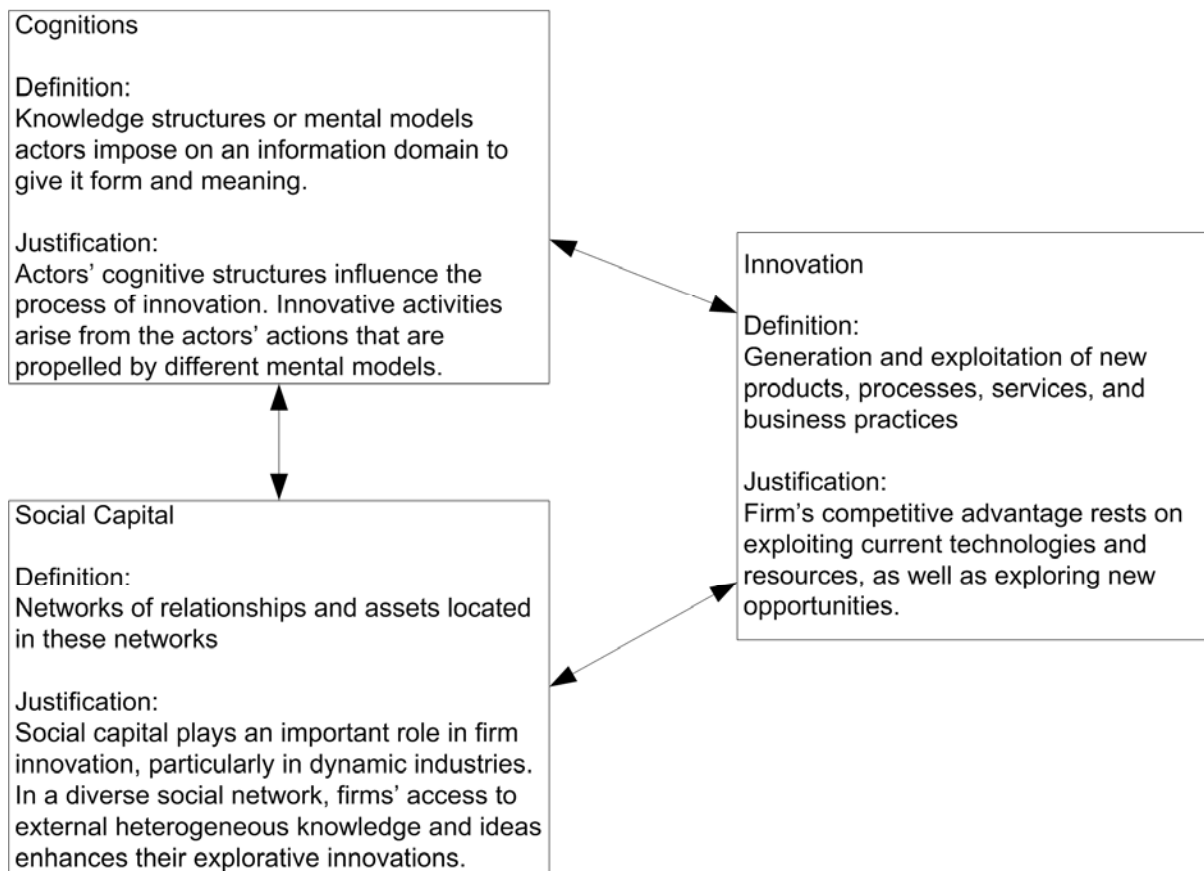 Cognitions
Definition:
Knowledge structures or mental models
actors impose on an information domain to
give it form and meaning.
Justification:
Actors’ cognitive structures influence the
process of innovation. Innovative activities
arise from the actors’ actions that are
propelled by different mental models.
Innovation
Definition:
Generation and exploitation of new
products, processes, services, and
business practices
Justification:
Firm’s competitive advantage rests on
exploiting current technologies and
resources, as well as exploring new
opportunities.
Social Capital
Definition:
Networks of relationships and assets located
in these networks
Justification:
Social capital plays an important role in firm
innovation, particularly in dynamic industries.
In a diverse social network, firms’ access to
external heterogeneous knowledge and ideas
enhances their explorative innovations.